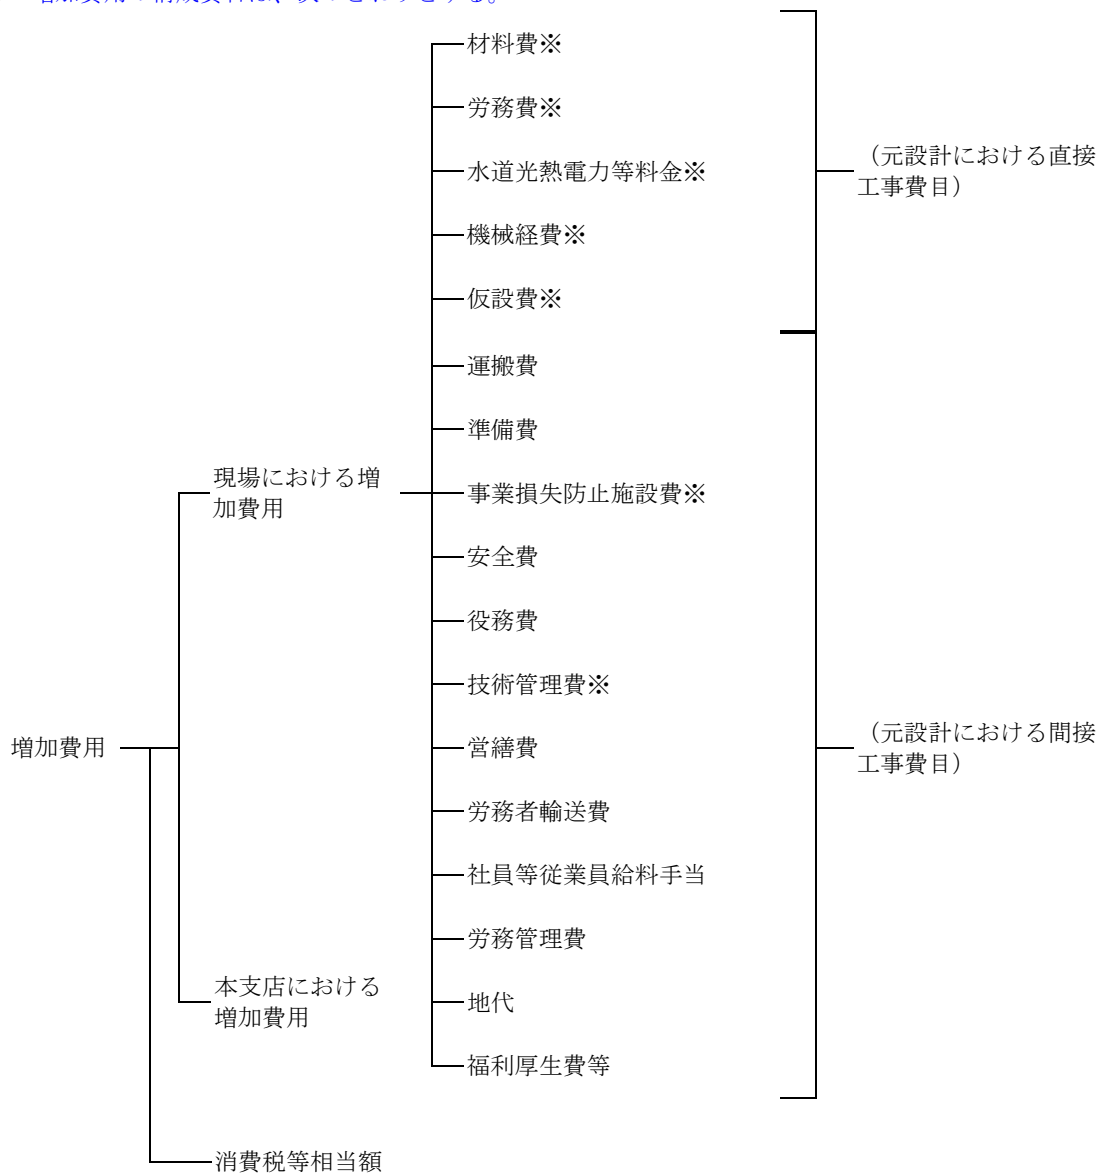 材料費※
労務費※
水道光熱電力等料金※
機械経費※
仮設費※
（元設計における直接
工事費目）
運搬費
準備費
事業損失防止施設費※
安全費
役務費
技術管理費※
営繕費
労務者輸送費
社員等従業員給料手当
労務管理費
地代
福利厚生費等
（元設計における間接
工事費目）
現場における増
加費用
増加費用
本支店における
増加費用
消費税等相当額